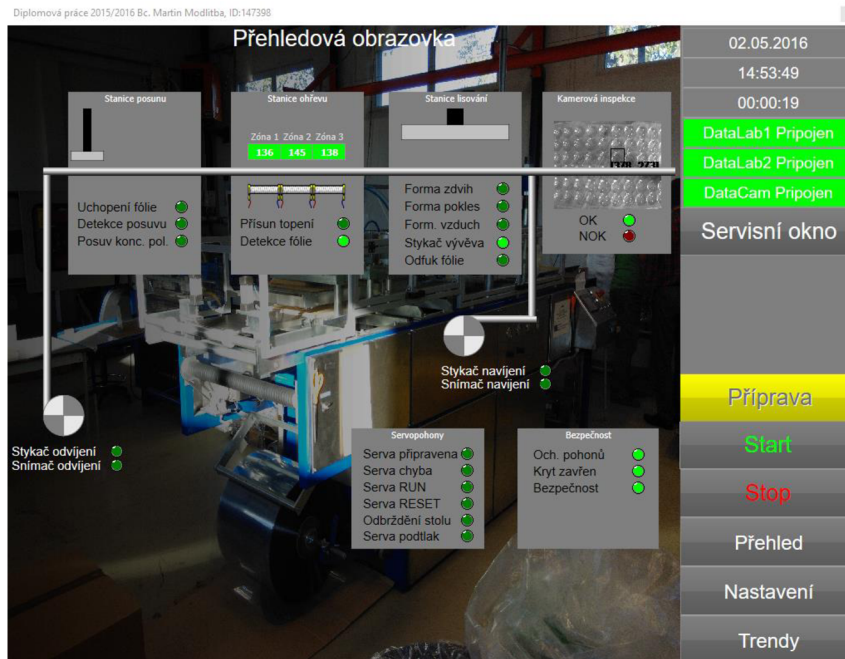 Diplomová práce 2015/2016 Bc. Martin Modlitba, ID:147398
Přehledová obrazovka
Stanice posunu
Uchopení fólie
Detekce posuvu
Posuv konc. pol.
Stanice ohřevu
Zóna 1 Zóna 2 Zóna 3
136 145 138
Přísun topení
Detekce fólie
Stanice lisování
Forma zdvih
Forma pokles
Form. vzduch
Stykač vývěva
Odfuk fólie
Kamerová inspekce
OK
NOK
Stykač navíjení
Snímač navijení
Stykač odvíjení
Snímač odvíjení
Servopohony
Serva připravena
Serva chyba
Serva RUN
Serva RESET
Odbrždění stolu
Serva podtlak
Bezpečnost
Och. pohonů
Kryt zavřen
Bezpečnost
02.05.2016
14:53:49
00:00:19
DataLab1 Pripojen
DataLab2 Pripojen
DataCam Pripojen
Servisní okno
Příprava
Start
Stop
Přehled
Nastavení
Trendy